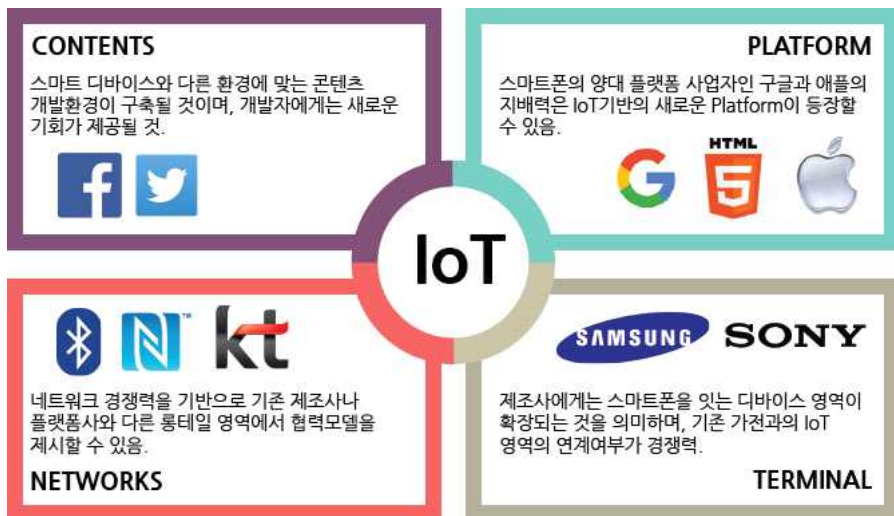 CONTENTS
스마트 디바이스와 다른 환경에 맞는 콘텐츠
개발환경이 구축될 것이며, 개발자에게는 새로운
기회가 제공될 것.
f
PLATFORM
스마트폰의 양대 플랫폼 사업자인 구글과 애플의
지배력은 IoT기반의 새로운 Platform이 등장할
수 있음.
G
HTML
5
IoT
N™
kt
네트워크 경쟁력을 기반으로 기존 제조사나
플랫폼사와 다른 롱테일 영역에서 협력모델을
제시할 수 있음.
NETWORKS
SAMSUNG
SONY
제조사에게는 스마트폰을 잇는 디바이스 영역이
확장되는 것을 의미하며, 기존 가전과의 IoT
영역의 연계여부가 경쟁력.
TERMINAL